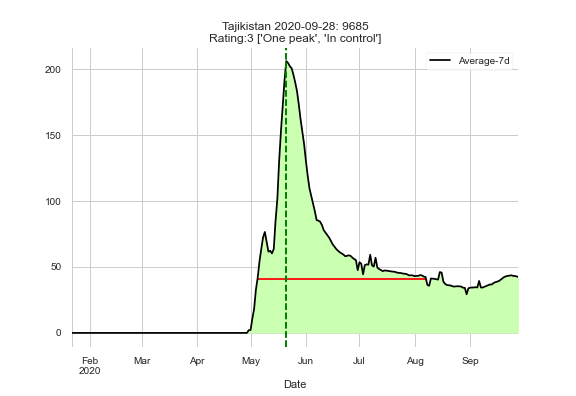 Tajikistan 2020-09-28: 9685
Rating:3 ['One peak', 'In control']
Average-7d
200
150
100
50
0
Feb Mar Apr May Jun Jul Aug Sep
2020
Date